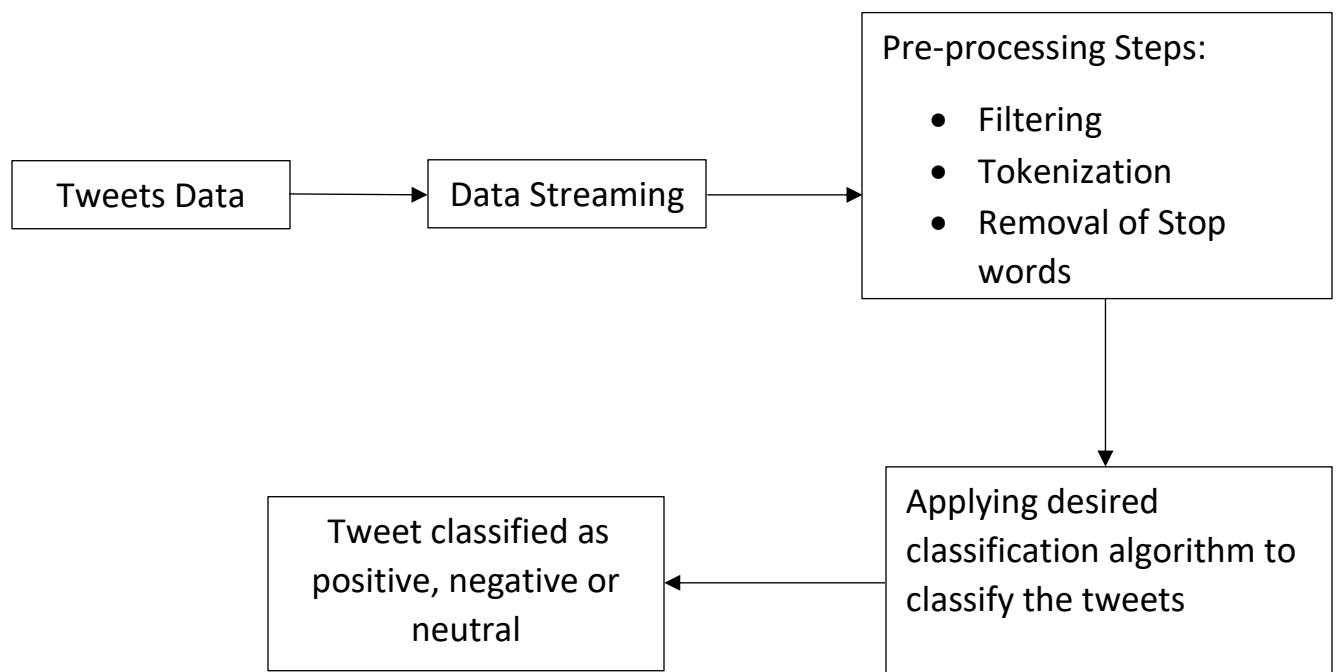 Tweets Data
Data Streaming
Pre-processing Steps:
• Filtering
• Tokenization
• Removal of Stop
words
Applying desired
classification algorithm to
classify the tweets
Tweet classified as
positive, negative or
neutral